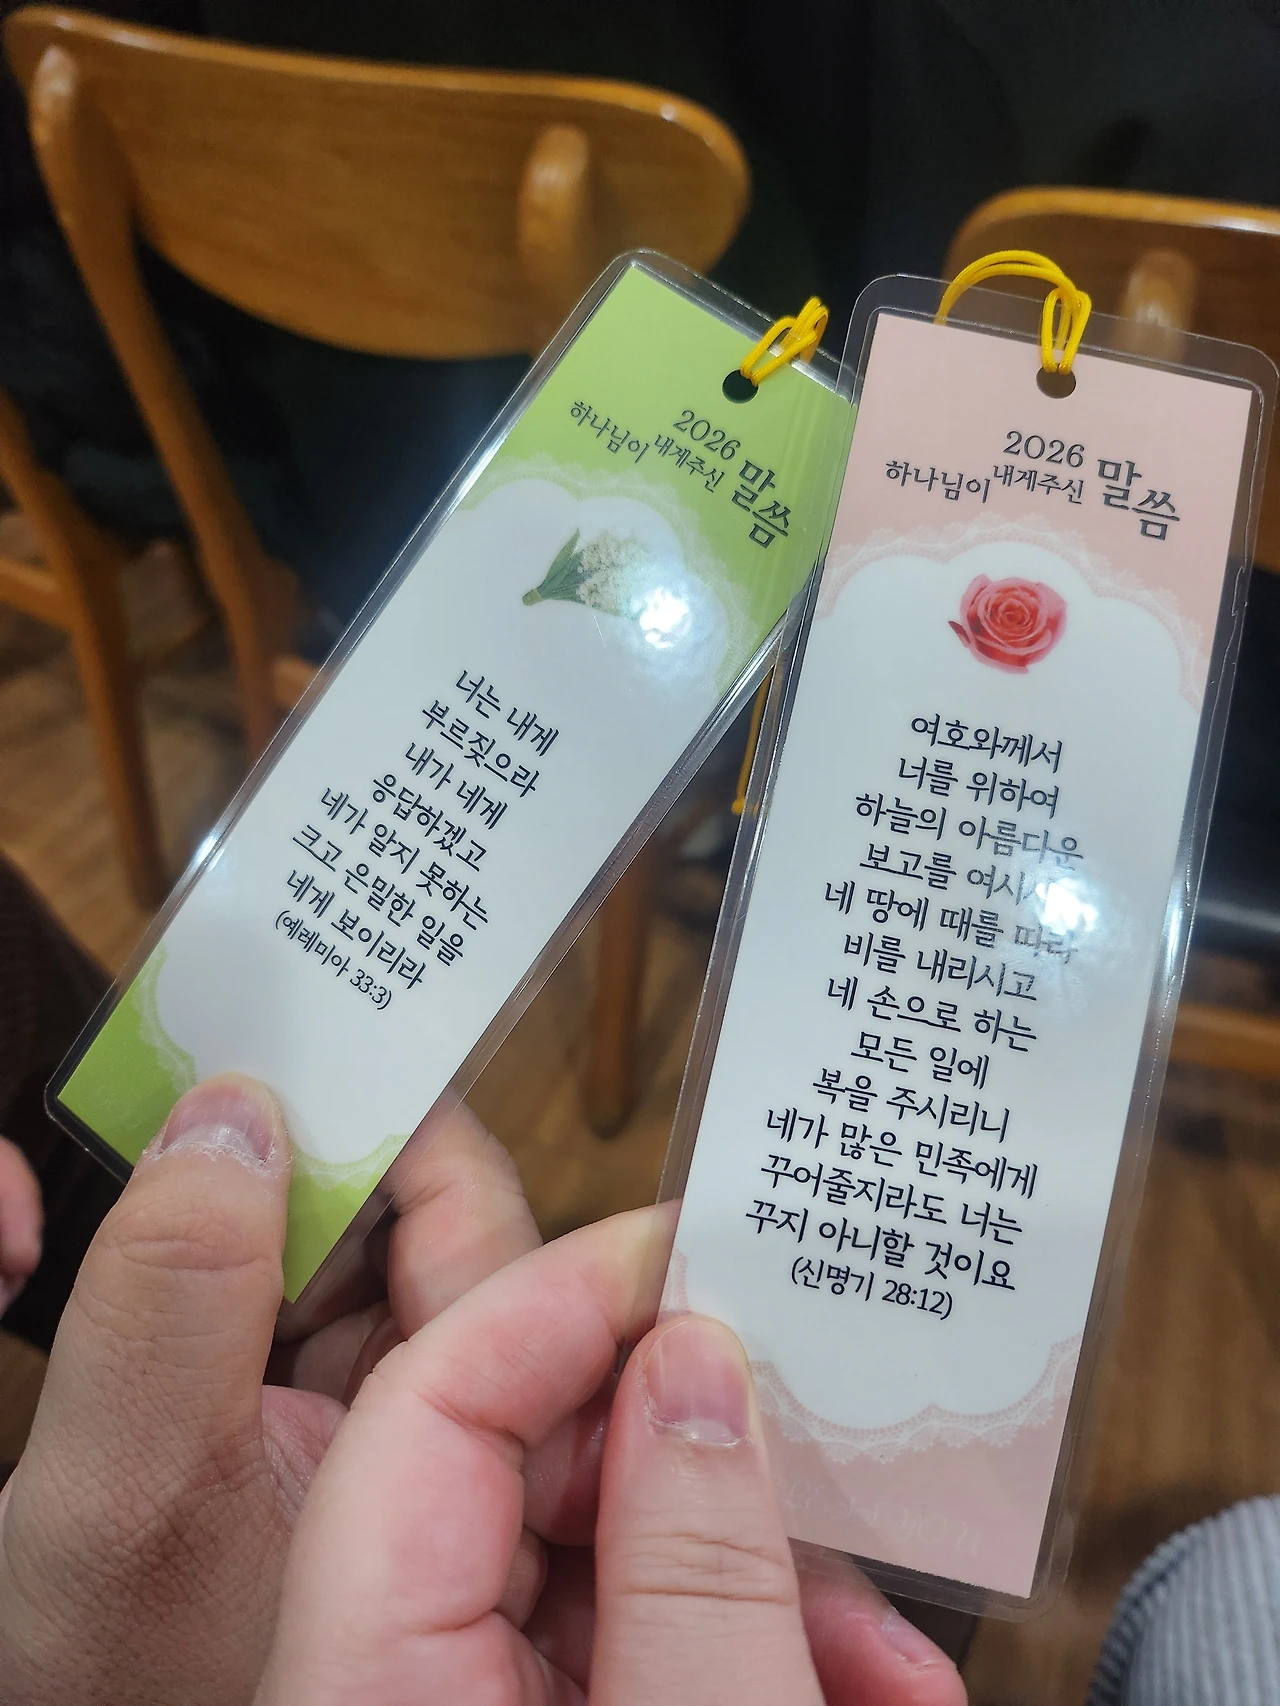 2026
하나님이 내게주신 말씀
너는 내게
부르짖으라
내가 네게
응답하겠고
네가 알지 못하는
크고 은밀한 일을
네게 보이리라
(예레미야 33:3)
2026
하나님이 내게주신 말씀
여호와께서
너를 위하여
하늘의 아름다운
보고를 여시
네 땅에 때를 따라
비를 내리시고
네 손으로 하는
모든 일에
복을 주시리니
네가 많은 민족에게
꾸어줄지라도 너는
꾸지 아니할 것이요
(신명기 28:12)